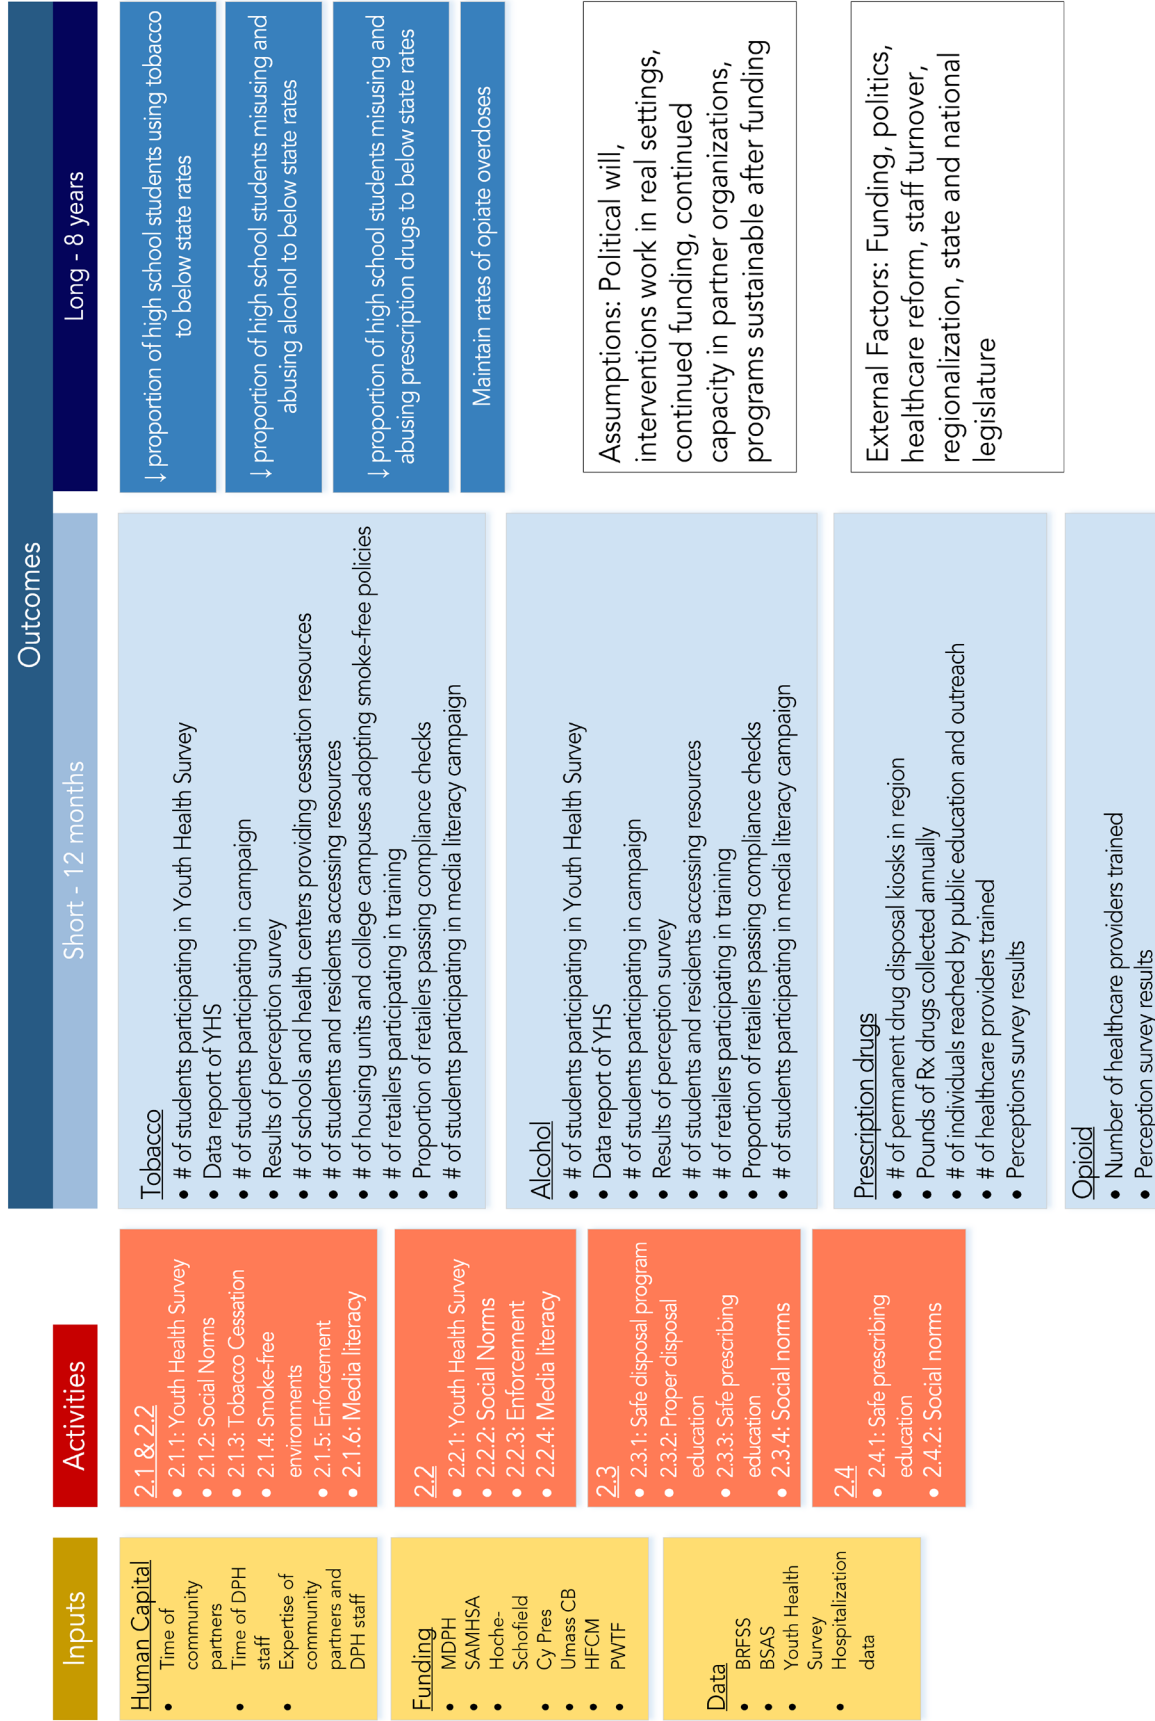 Inputs
Human Capital
• Time of
community
partners
• Time of DPH
staff
• Expertise of
community
partners and
DPH staff
Funding
• MDPH
• SAMHSA
• Hoche-
Schofield
• Cy Pres
• Umass CB
• HFCM
• PWTF
Data
• BRFSS
• BSAS
• Youth Health
Survey
• Hospitalization
data
Activities
2.1 & 2.2
• 2.1.1: Youth Health Survey
• 2.1.2: Social Norms
• 2.1.3: Tobacco Cessation
• 2.1.4: Smoke-free
environments
• 2.1.5: Enforcement
• 2.1.6: Media literacy
2.2
• 2.2.1: Youth Health Survey
• 2.2.2: Social Norms
• 2.2.3: Enforcement
• 2.2.4: Media literacy
2.3
• 2.3.1: Safe disposal program
• 2.3.2: Proper disposal
education
• 2.3.3: Safe prescribing
education
• 2.3.4: Social norms
2.4
• 2.4.1: Safe prescribing
education
• 2.4.2: Social norms
Outcomes
Short - 12 months
Tobacco
• # of students participating in Youth Health Survey
• Data report of YHS
• # of students participating in campaign
• Results of perception survey
• # of schools and health centers providing cessation resources
• # of students and residents accessing resources
• # of housing units and college campuses adopting smoke-free policies
• # of retailers participating in training
• Proportion of retailers passing compliance checks
• # of students participating in media literacy campaign
Alcohol
• # of students participating in Youth Health Survey
• Data report of YHS
• # of students participating in campaign
• Results of perception survey
• # of students and residents accessing resources
• # of retailers participating in training
• Proportion of retailers passing compliance checks
• # of students participating in media literacy campaign
Prescription drugs
• # of permanent drug disposal kiosks in region
• Pounds of Rx drugs collected annually
• # of individuals reached by public education and outreach
• # of healthcare providers trained
• Perceptions survey results
Opioid
• Number of healthcare providers trained
• Perception survey results
Long - 8 years
↓ proportion of high school students using tobacco
to below state rates
↓ proportion of high school students misusing and
abusing alcohol to below state rates
↓ proportion of high school students misusing and
abusing prescription drugs to below state rates
Maintain rates of opiate overdoses
Assumptions: Political will,
interventions work in real settings,
continued funding, continued
capacity in partner organizations,
programs sustainable after funding
External Factors: Funding, politics,
healthcare reform, staff turnover,
regionalization, state and national
legislature